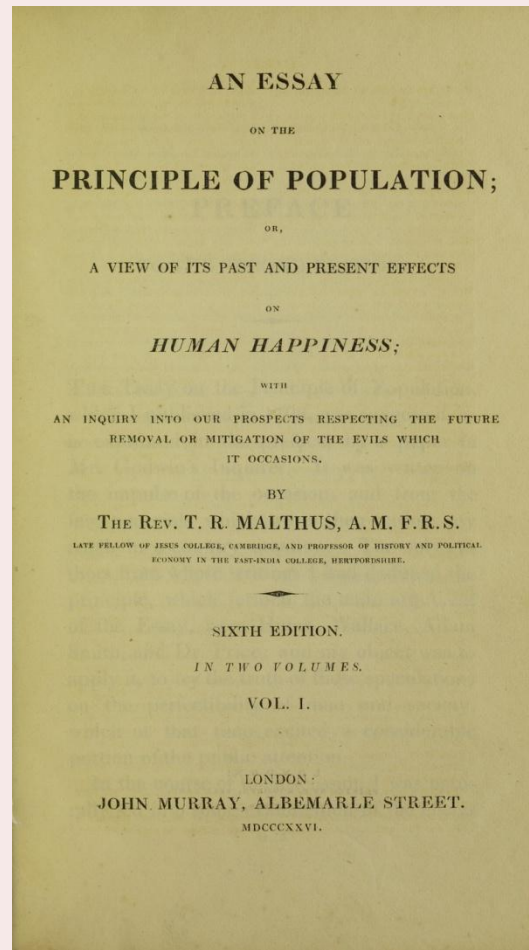 AN ESSAY
ON THE
PRINCIPLE OF POPULATION;
OR,
A VIEW OF ITS PAST AND PRESENT EFFECTS
ON
HUMAN HAPPINESS;
WITH
AN INQUIRY INTO OUR PROSPECTS RESPECTING THE FUTURE
REMOVAL OR MITIGATION OF THE EVILS WHICH
IT OCCASIONS.
BY
THE REV. T. R. MALTHUS, A.M. F.R.S.
LATE FELLOW OF JESUS COLLEGE, CAMBRIDGE, AND PROFESSOR OF HISTORY AND POLITICAL
ECONOMY IN THE EAST-INDIA COLLEGE, HERTFORDSHIRE.
SIXTH EDITION.
IN TWO VOLUMES.
VOL. I.
LONDON:
JOHN MURRAY, ALBEMARLE STREET.
MDCCCXXVI.